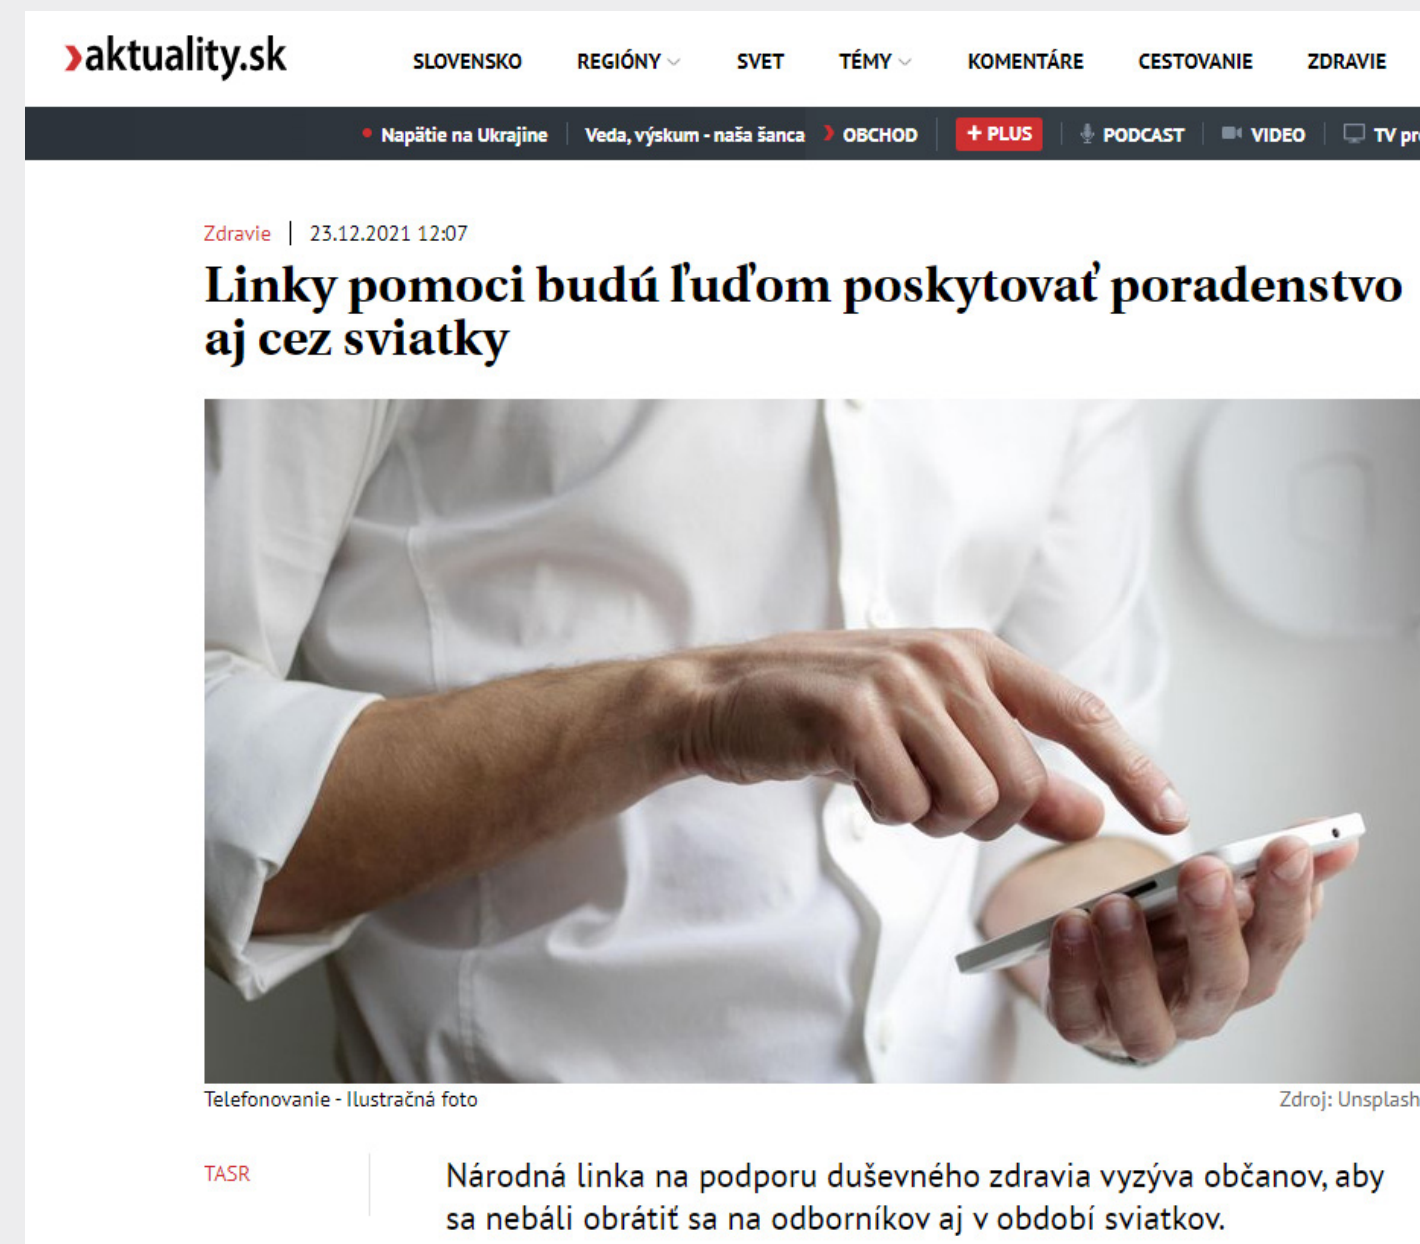 aktuality.sk
SLOVENSKO REGIÓNY SVET TÉMY KOMENTÁRE CESTOVANIE ZDRAVIE
Napätie na Ukrajine Veda, výskum - naša šanca OBCHOD + PLUS PODCAST VIDEO TV
Zdravie | 23.12.2021 12:07
Linky pomoci budú ľuďom poskytovať poradenstvo
aj cez sviatky
Telefonovanie - Ilustračná foto Zdroj: Unsplash
TASR
Národná linka na podporu duševného zdravia vyzýva občanov, aby
sa nebáli obrátiť sa na odborníkov aj v období sviatkov.